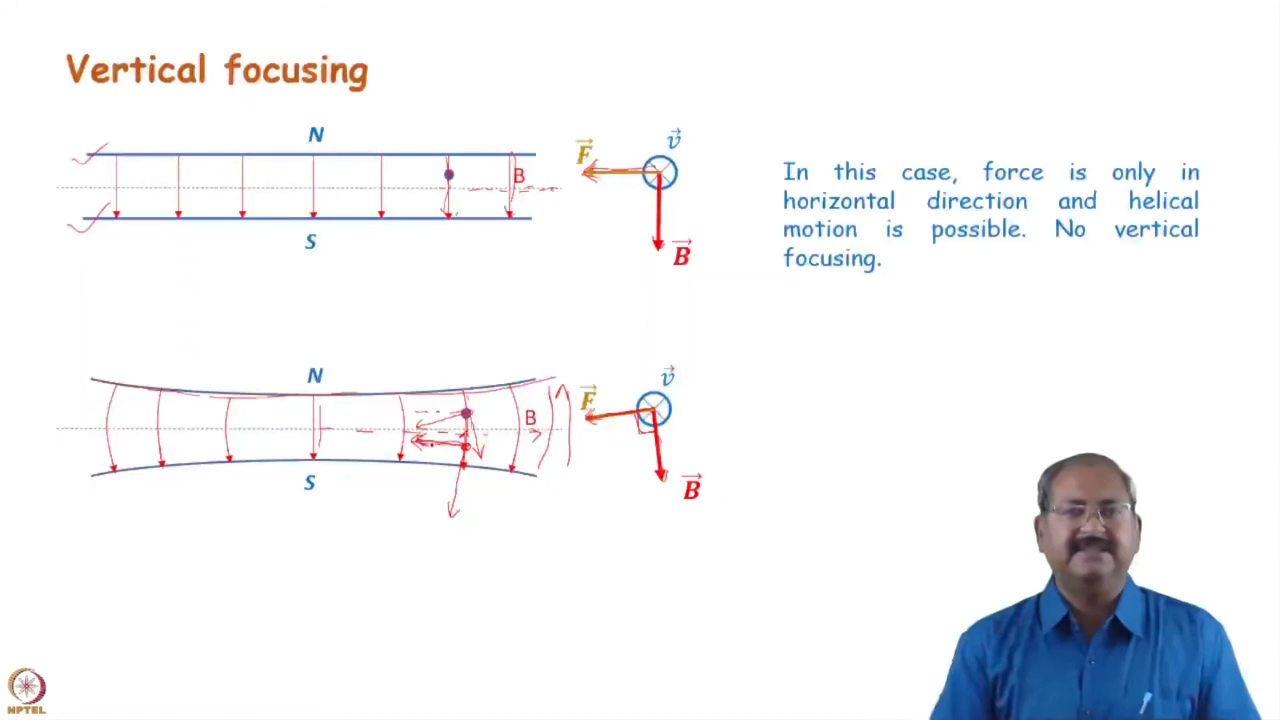 Vertical focusing
N
B
S
F
v
B
In this case, force is only in
horizontal direction and helical
motion is possible. No vertical
focusing.
N
B
S
F
v
B
NPTEL